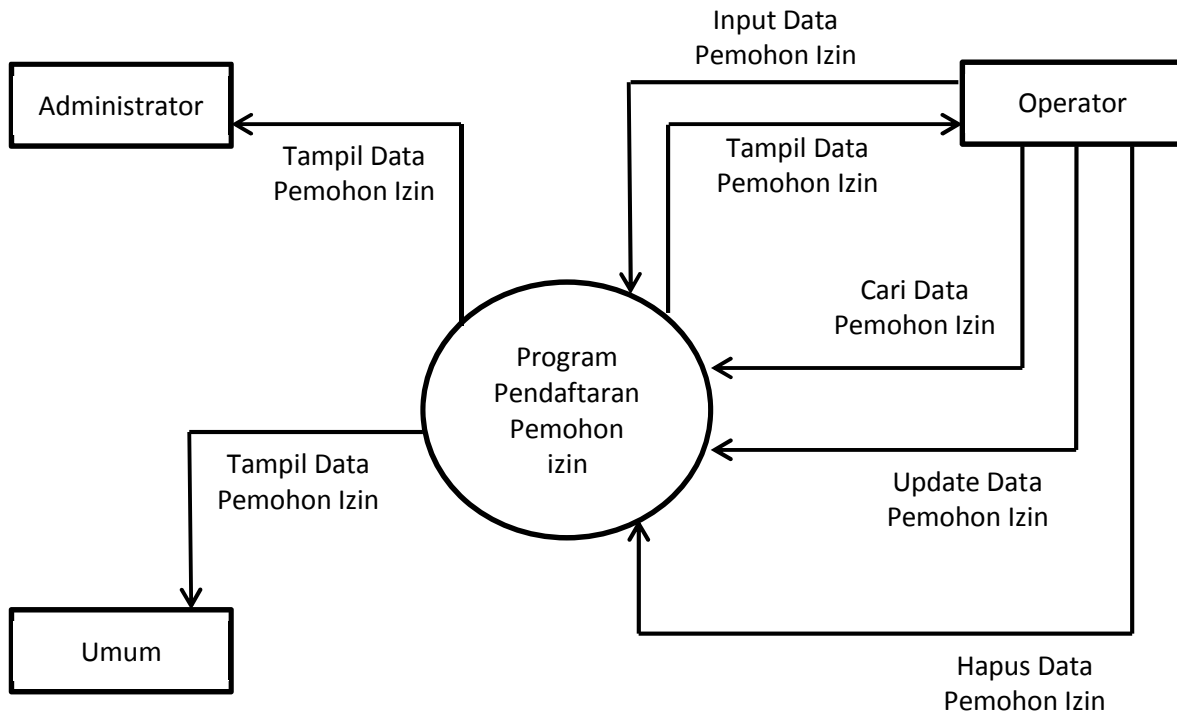 Input Data
Pemohon Izin
Administrator
Operator
Tampil Data
Pemohon Izin
Tampil Data
Pemohon Izin
Cari Data
Pemohon Izin
Program
Pendaftaran
Pemohon
izin
Tampil Data
Pemohon Izin
Update Data
Pemohon Izin
Umum
Hapus Data
Pemohon Izin